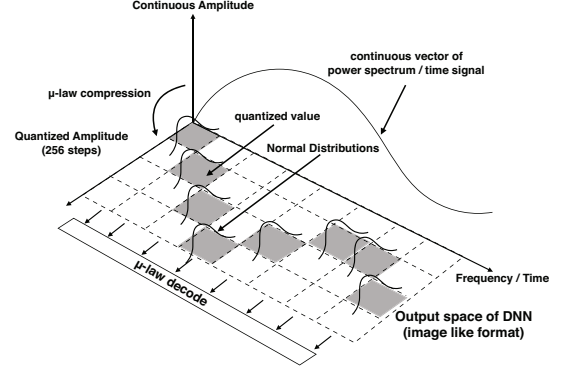 Continuous Amplitude
continuous vector of
power spectrum / time signal
μ-law compression
quantized value
Quantized Amplitude
(256 steps)
Normal Distributions
Frequency / Time
μ-law decode
Output space of DNN
(image like format)